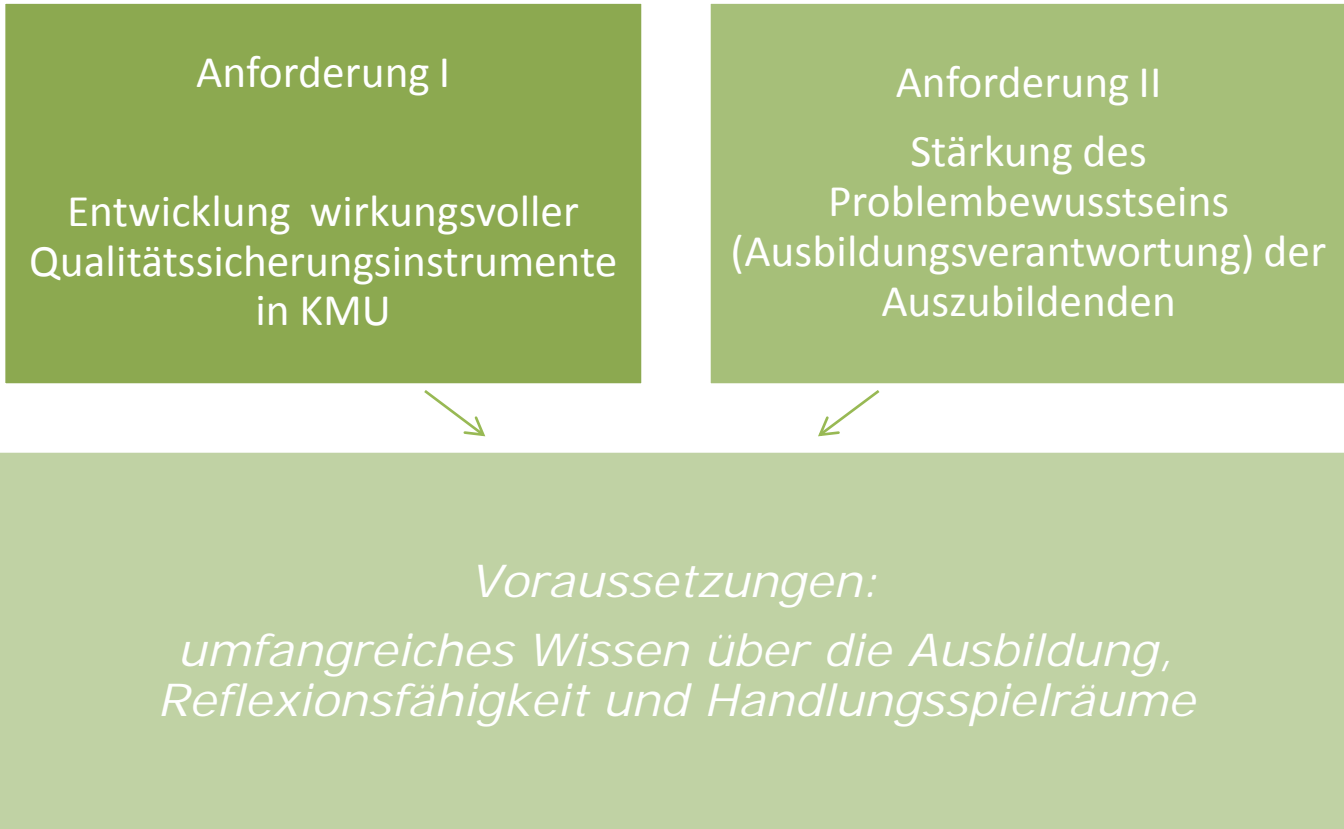 Anforderung I
Entwicklung wirkungsvoller
Qualitätssicherungsinstrumente
in KMU
Anforderung II
Stärkung des
Problembewusstseins
(Ausbildungsverantwortung) der
Auszubildenden
Voraussetzungen:
umfangreiches Wissen über die Ausbildung,
Reflexionsfähigkeit und Handlungsspielräume